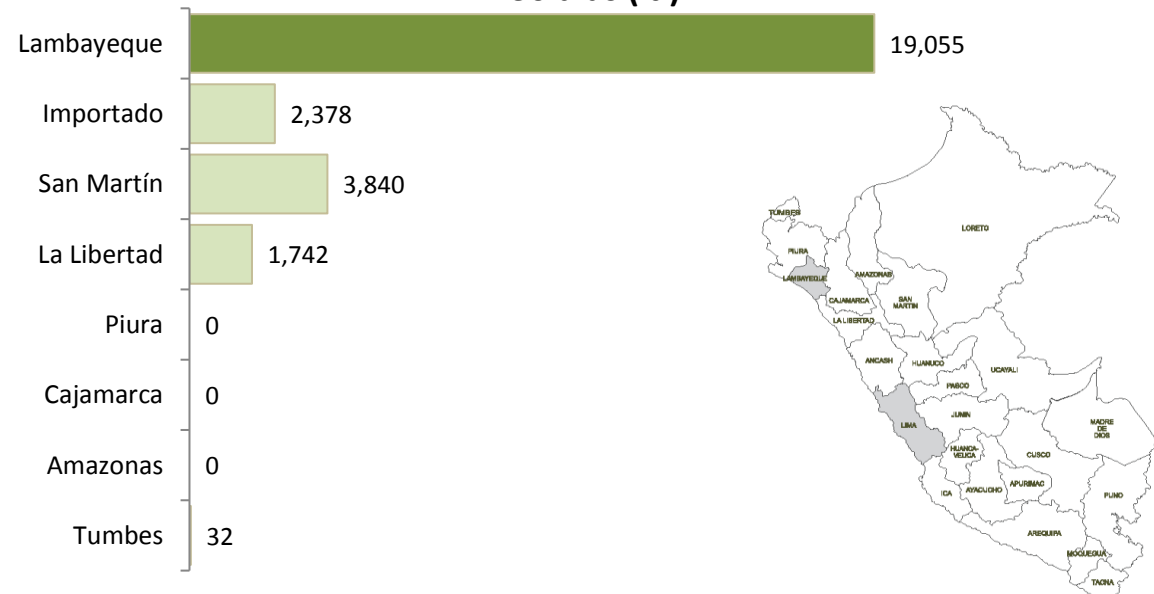 Lambayeque 19,055
Importado 2,378
San Martín 3,840
La Libertad 1,742
Piura 0
Cajamarca 0
Amazonas 0
Tumbes 32
TUMBES
LORETO
PIURA
LAMBAYEQUE
AMAZONAS
CAJAMARCA
SAN
MARTIN
LA LIBERTAD
ANCASH
HUANUCO
UCAYALI
PASCO
LIMA
JUNIN
MADRE
DE
DIOS
HUANCA-
VELICA
CUSCO
ICA
AYACUCHO
APURIMAC
PUNO
AREQUIPA
MOQUEGUA
TACNA